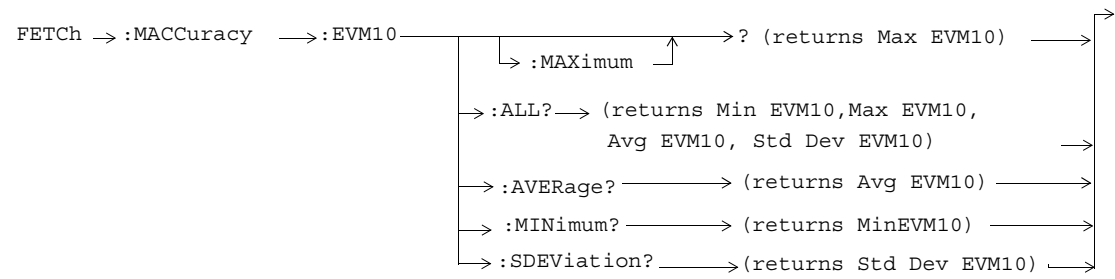 FETCh :MACCuracy :EVM10 ? (returns Max EVM10)
:MAXimum
:ALL? (returns Min EVM10,Max EVM10,
Avg EVM10, Std Dev EVM10)
:AVERage? (returns Avg EVM10)
:MINimum? (returns MinEVM10)
:SDEViation? (returns Std Dev EVM10)